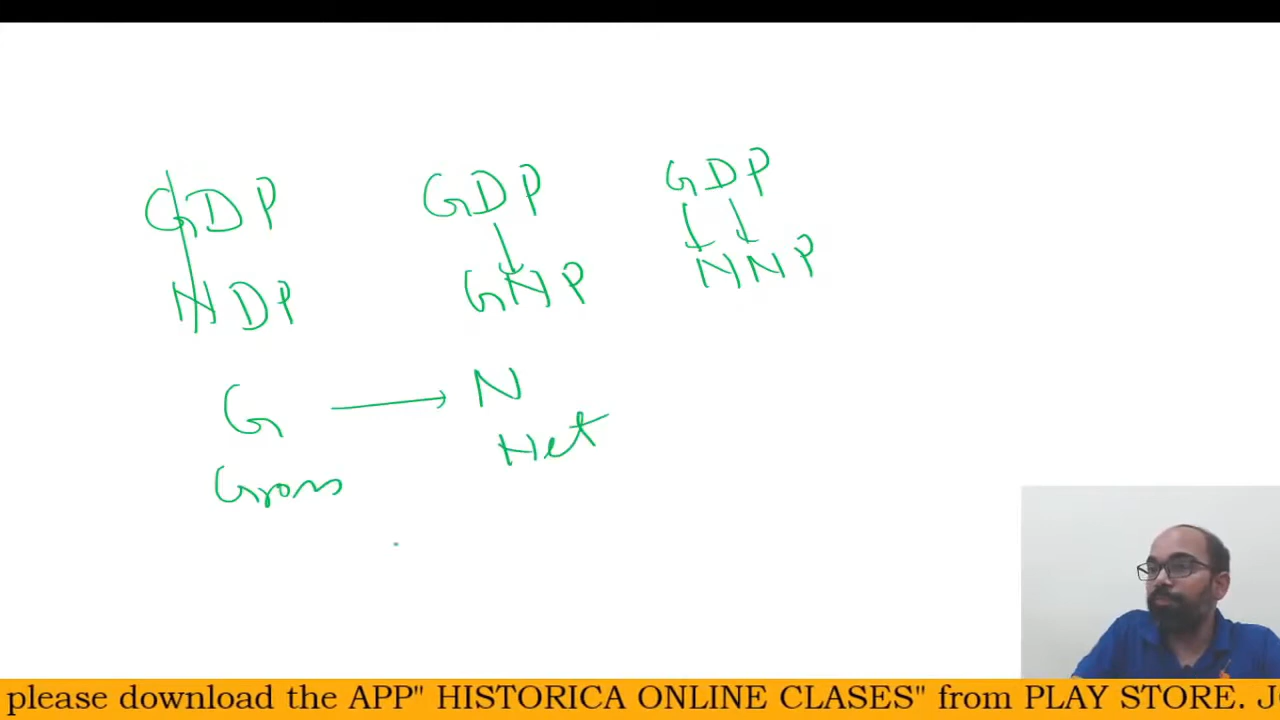 GDP GDP GDP
NDP GNP NNP
G → N
Net
Gross
please download the APP" HISTORICA ONLINE CLASES" from PLAY STORE. J